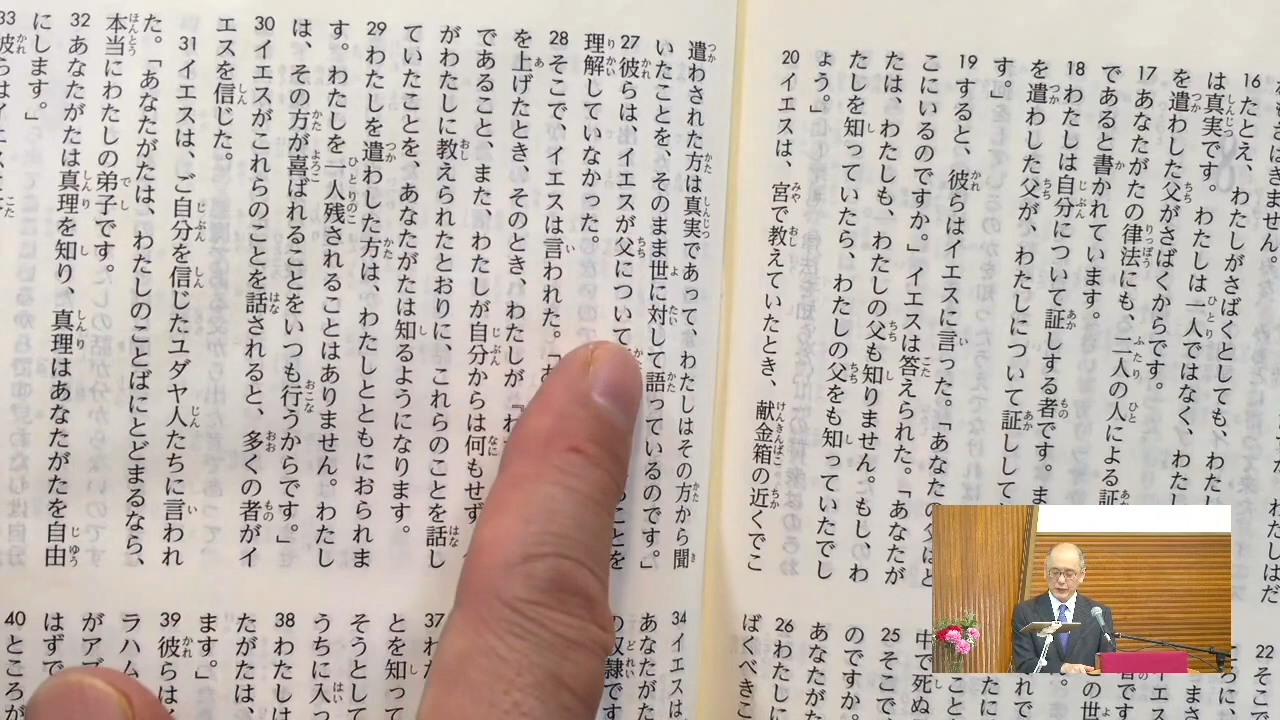 16 たとえ、わたしがさばくとしても、
は真実です。わたしは一人ではなく、わたし
を遣わした父がさばくからです。
17 あなたがたの律法にも、二人の人による証
であると書かれています。
18 わたしは自分について証しする者です。ま
を遣わした父が、わたしについて証しして
す。」
19 すると、彼らはイエスに言った。「あなたの父はど
こにいるのですか。」イエスは答えられた。「あなたが
たは、わたしも、わたしの父も知りません。もし、わ
たしを知っていたら、わたしの父をも知っていたでし
ょう。」
20 イエスは、宮で教えていたとき、献金箱の近くでこ
遣わされた方は真実であって、わたしはその方から聞
いたことを、そのまま世に対して語っているのです。」
27 彼らは、イエスが父について
ことを
理解していなかった。
28 そこで、イエスは言われた。「
を上げたとき、そのとき、わたしが『わ
であること、また、わたしが自分からは何もせず、
がわたしに教えられたとおりに、これらのことを話し
ていたことを、あなたがたは知るようになります。
29 わたしを遣わした方は、わたしとともにおられま
す。わたしを一人残されることはありません。わたし
は、その方が喜ばれることをいつも行うからです。」
30 イエスがこれらのことを話されると、多くの者がイ
エスを信じた。
31 イエスは、ご自分を信じたユダヤ人たちに言われ
た。「あなたがたは、わたしのことばにとどまるなら、
本当にわたしの弟子です。
32 あなたがたは真理を知り、真理はあなたがたを自由
にします。」
33 彼らはイエス
22 そこで
25 そこで
のですか。
あなたがた
26 わたしに
ばくべきこ
34 イエスは
あなたがた
の奴隷です
37 わた
とを知って
そうとして
うちに入っ
38 わたしは
たがたは、
ます。」
39 彼らは
ラハム
がアブ
はずで
40 ところが